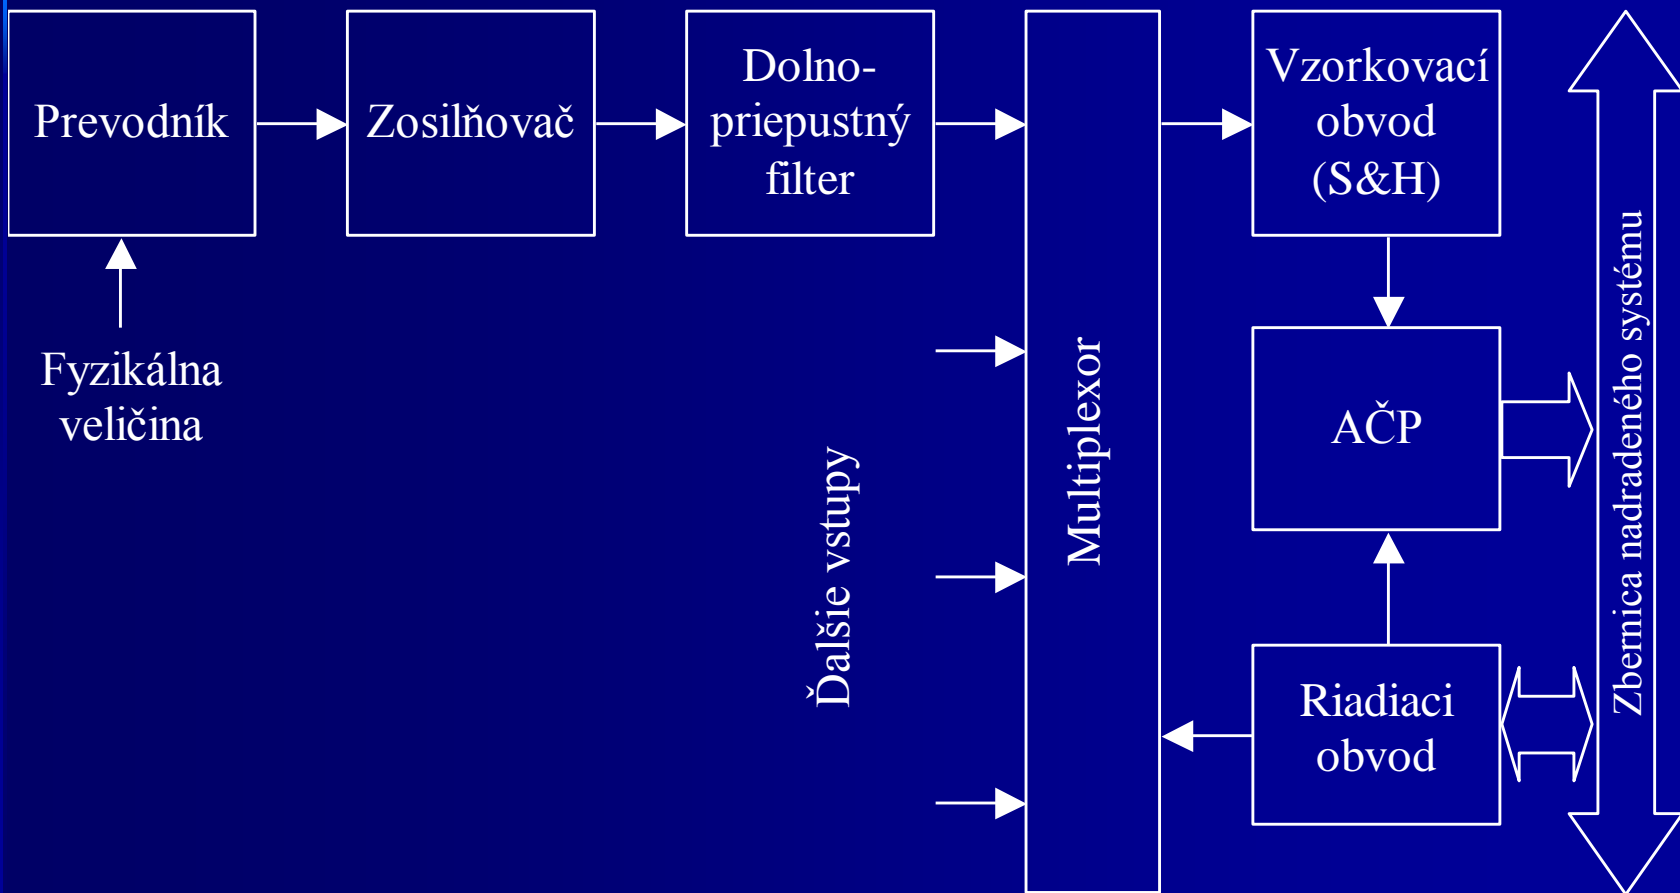 Prevodník
Zosilňovač
Dolno-
priepustný
filter
Vzorkovací
obvod
(S&H)
Fyzikálna
veličina
Ďalšie vstupy
Multiplexor
AČP
Riadiaci
obvod
Zbernica nadradeného systému